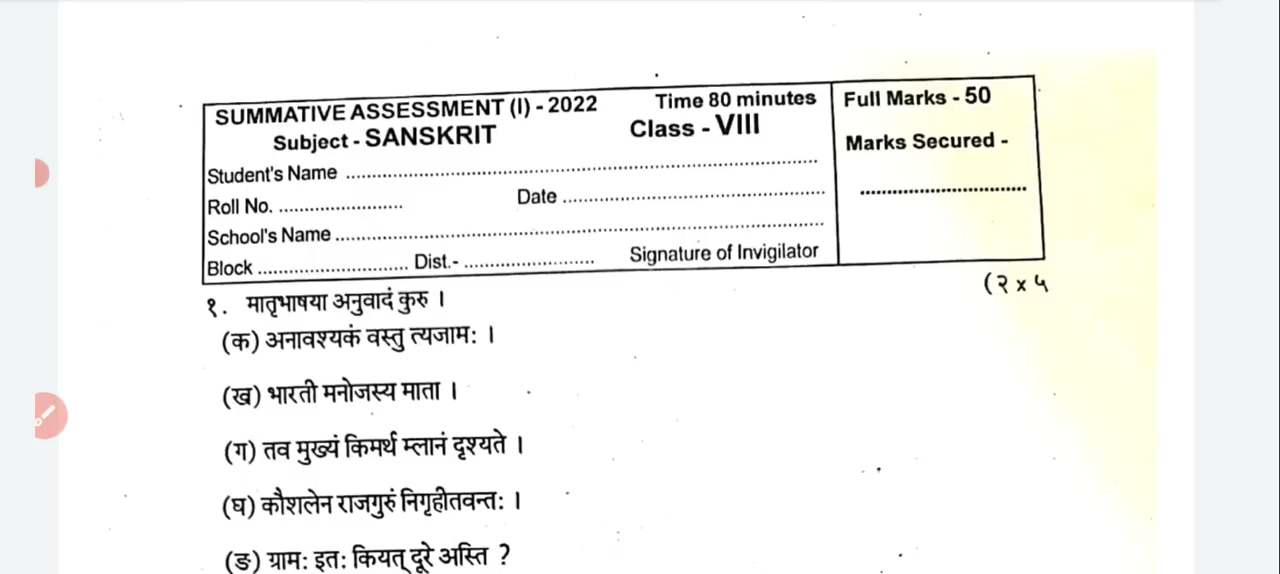 SUMMATIVE ASSESSMENT (I) - 2022 Time 80 minutes Full Marks - 50
Subject - SANSKRIT Class - VIII
Marks Secured -
Student's Name ........................
Roll No. ........................ Date ........................
School's Name ........................
Block ........................ Dist.- ........................ Signature of Invigilator
१. मातृभाषया अनुवादं कुरु । (२ x ५
(क) अनावश्यकं वस्तु त्यजामः ।
(ख) भारती मनोजस्य माता ।
(ग) तव मुख्यं किमर्थ म्लानं दृश्यते ।
(घ) कौशलेन राजगुरुं निगृहीतवन्तः ।
(ङ) ग्रामः इतः कियत् दूरे अस्ति ?